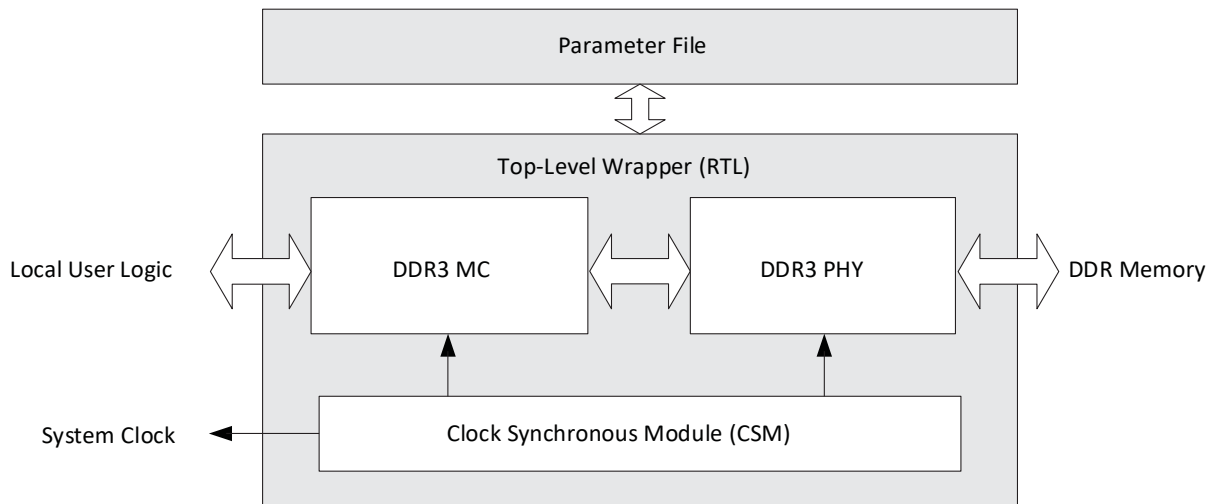 Parameter File
Top-Level Wrapper (RTL)
Local User Logic
DDR3 MC
DDR3 PHY
DDR Memory
System Clock
Clock Synchronous Module (CSM)